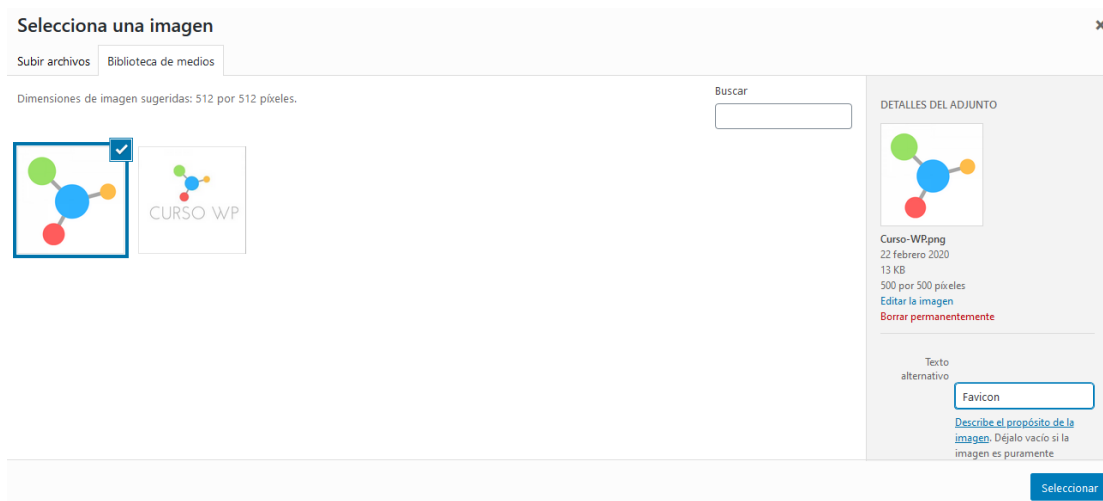 Selecciona una imagen
Subir archivos
Biblioteca de medios
Dimensiones de imagen sugeridas: 512 por 512 píxeles.
Buscar
CURSO WP
DETALLES DEL ADJUNTO
Curso-WP.png
22 febrero 2020
13 KB
500 por 500 píxeles
Editar la imagen
Borrar permanentemente
Texto
alternativo
Favicon
Describe el propósito de la
imagen. Déjalo vacío si la
imagen es puramente
Seleccionar